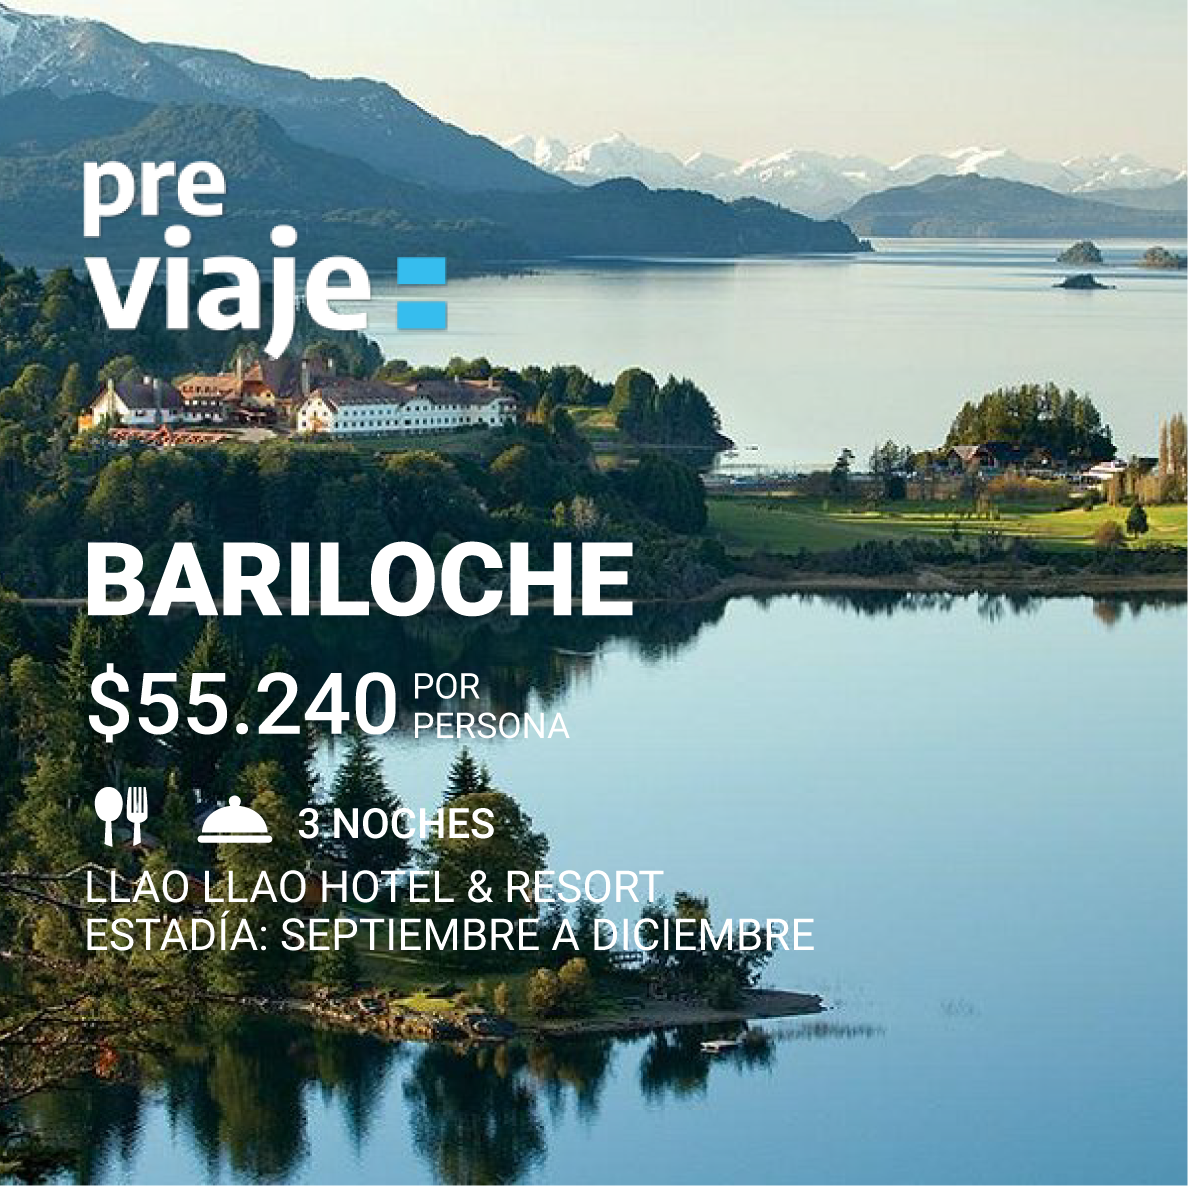 pre
viaje
BARILOCHE
$55.240 POR
PERSONA
3 NOCHES
LLAO LLAO HOTEL & RESORT
ESTADÍA: SEPTIEMBRE A DICIEMBRE